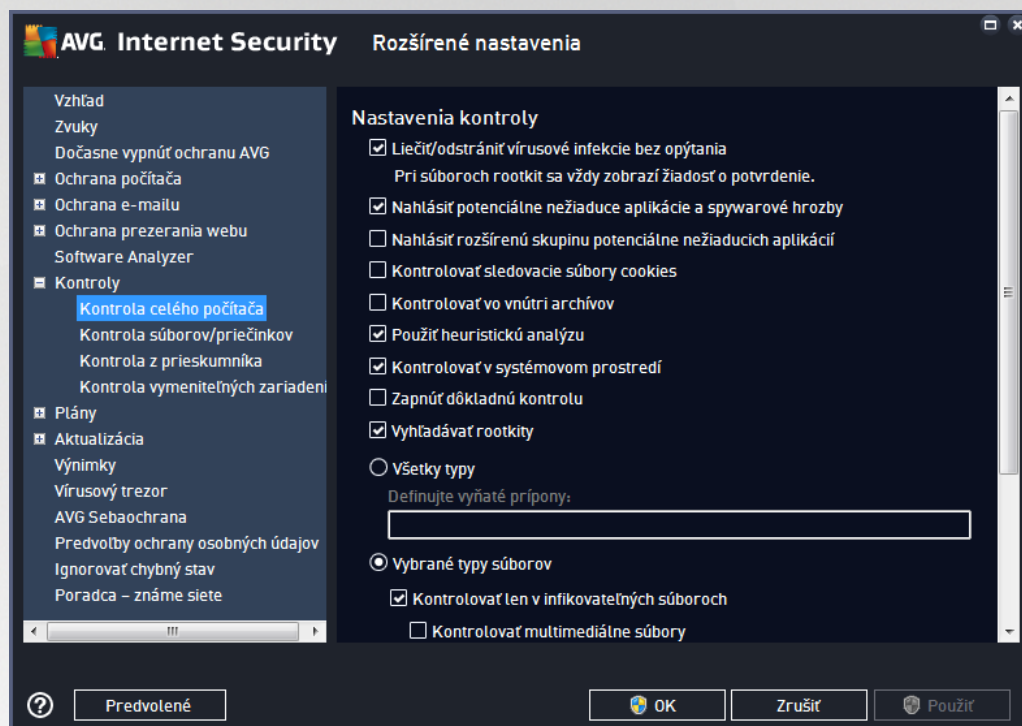 AVG. Internet Security Rozšírené nastavenia
Vzhľad
Zvuky
Dočasne vypnúť ochranu AVG
Ochrana počítača
Ochrana e-mailu
Ochrana prezerania webu
Software Analyzer
Kontroly
Kontrola celého počítača
Kontrola súborov/priečinkov
Kontrola z prieskumníka
Kontrola vymeniteľných zariadení
Plány
Aktualizácia
Výnimky
Vírusový trezor
AVG Sebaochrana
Predvoľby ochrany osobných údajov
Ignorovať chybný stav
Poradca – známe siete
Nastavenia kontroly
Liečiť/odstrániť vírusové infekcie bez opýtania
Pri súboroch rootkit sa vždy zobrazí žiadosť o potvrdenie.
Nahlásiť potenciálne nežiaduce aplikácie a spywarové hrozby
Nahlásiť rozšírenú skupinu potenciálne nežiaducich aplikácií
Kontrolovať sledovacie súbory cookies
Kontrolovať vo vnútri archívov
Použiť heuristickú analýzu
Kontrolovať v systémovom prostredí
Zapnúť dôkladnú kontrolu
Vyhľadávať rootkity
Všetky typy
Definujte vyňaté prípony:
Vybrané typy súborov
Kontrolovať len v infikovateľných súboroch
Kontrolovať multimediálne súbory
Predvolené
OK
Zrušiť
Použiť